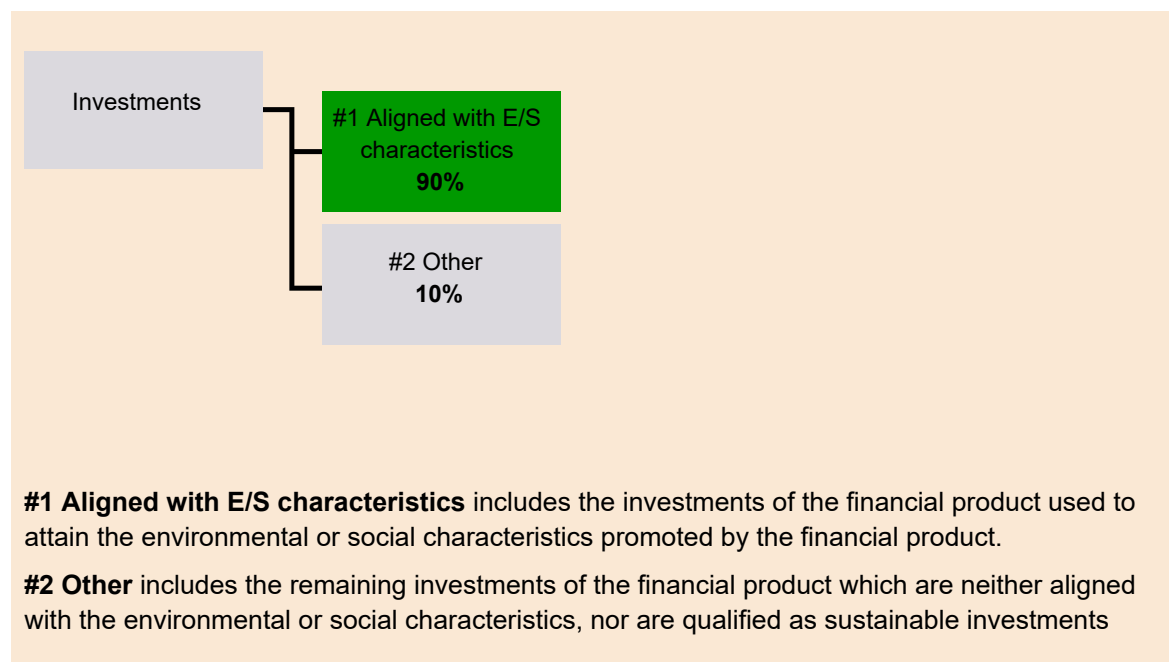 Investments
#1 Aligned with E/S
characteristics
90%
#2 Other
10%
#1 Aligned with E/S characteristics includes the investments of the financial product used to
attain the environmental or social characteristics promoted by the financial product.
#2 Other includes the remaining investments of the financial product which are neither aligned
with the environmental or social characteristics, nor are qualified as sustainable investments